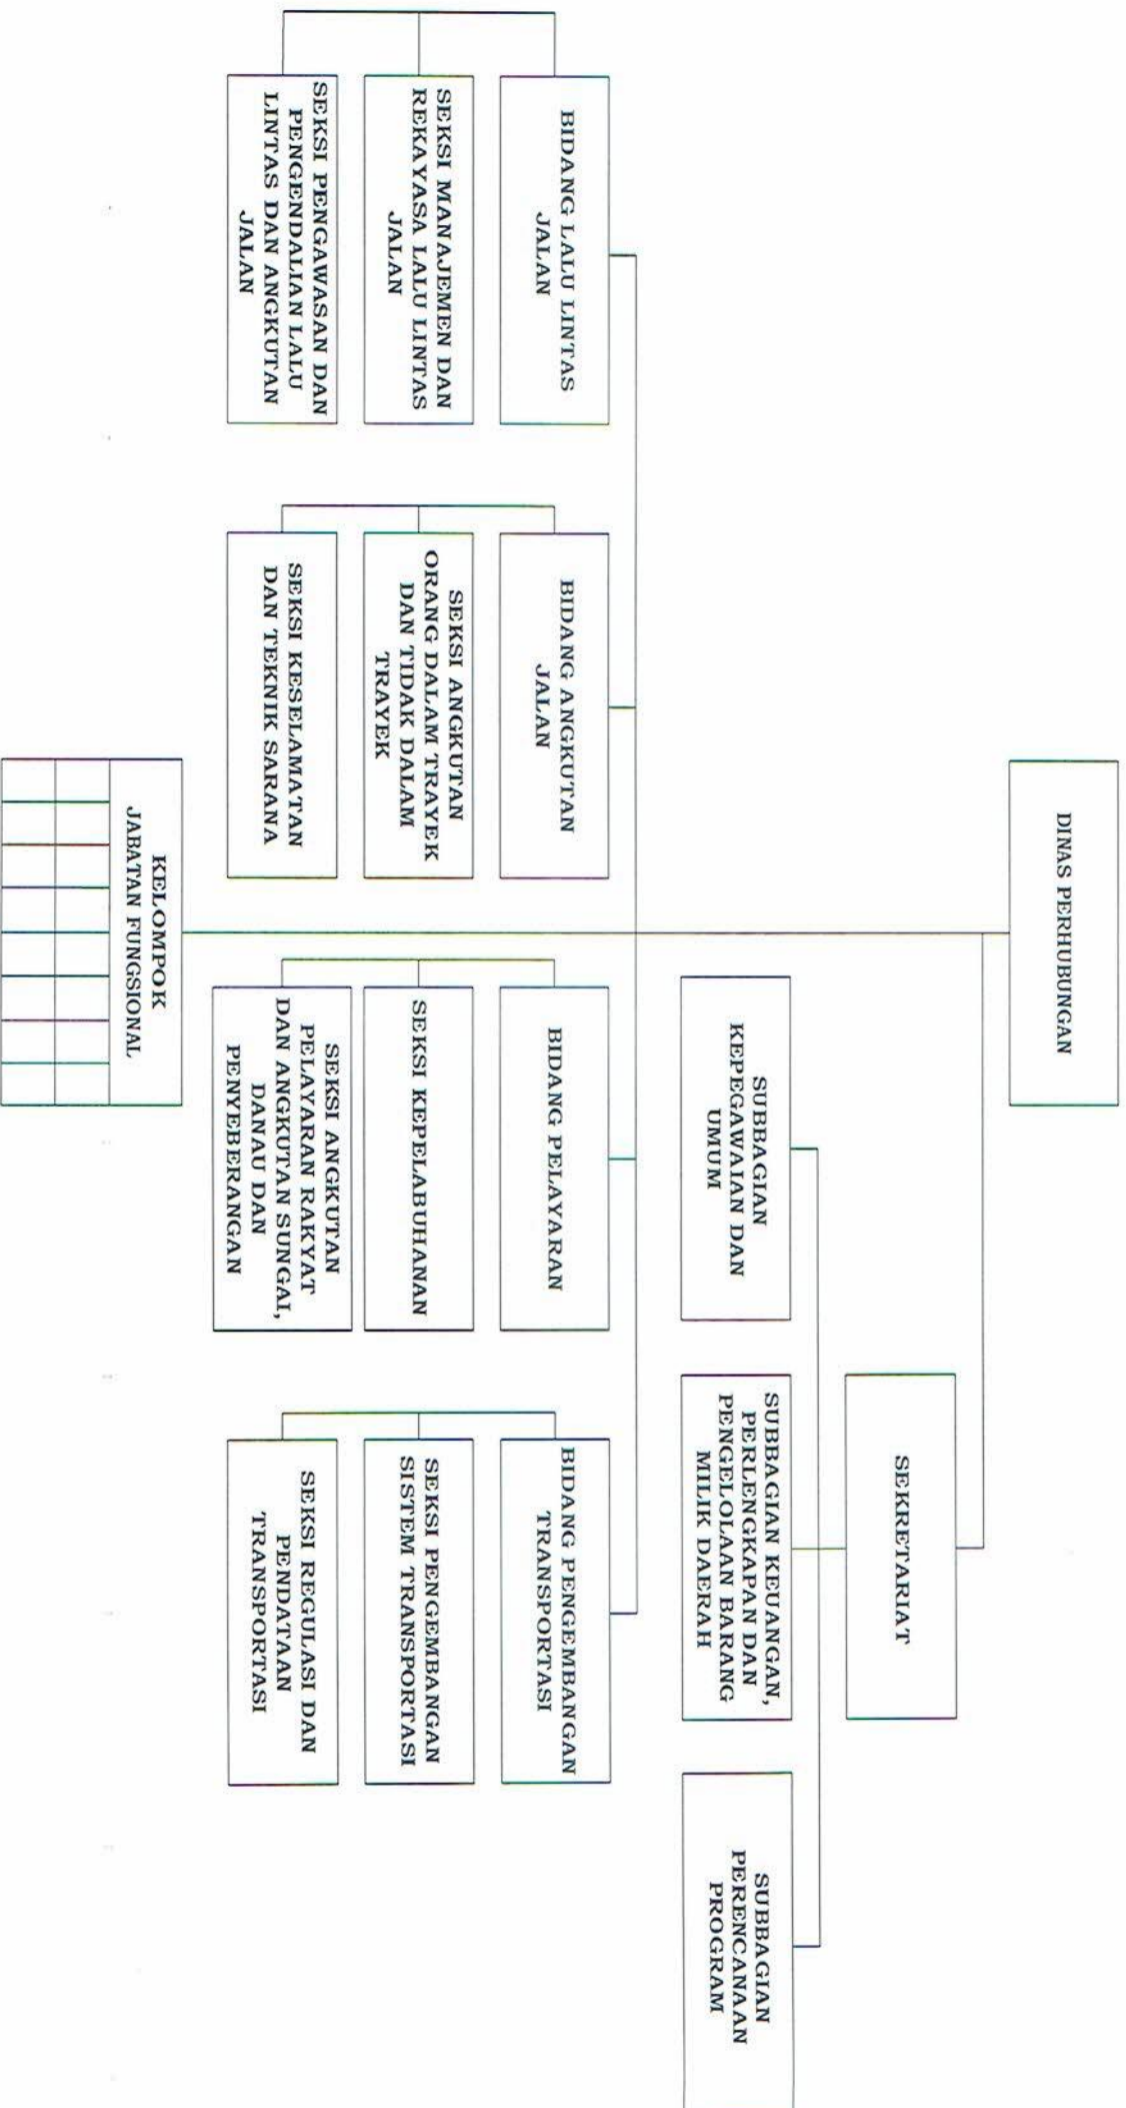 DINAS PERHUBUNGAN
SEKRETARIAT
SUBBAGIAN
KEPEGAWAIAN DAN
UMUM
SUBBAGIAN KEUANGAN,
PERLENGKAPAN DAN
PENGELOLAAN BARANG
MILIK DAERAH
SUBBAGIAN
PERENCANAAN
PROGRAM
BIDANG LALU LINTAS
JALAN
BIDANG ANGKUTAN
JALAN
BIDANG PELAYARAN
BIDANG PENGEMBANGAN
TRANSPORTASI
SEKSI MANAJEMEN DAN
REKAYASA LALU LINTAS
JALAN
SEKSI ANGKUTAN
ORANG DALAM TRAYEK
DAN TIDAK DALAM
TRAYEK
SEKSI KEPELABUHANAN
SEKSI PENGEMBANGAN
SISTEM TRANSPORTASI
SEKSI PENGAWASAN DAN
PENGENDALIAN LALU
LINTAS DAN ANGKUTAN
JALAN
SEKSI KESELAMATAN
DAN TEKNIK SARANA
SEKSI ANGKUTAN
PELAYARAN RAKYAT
DAN ANGKUTAN SUNGAI,
DANAU DAN
PENYEBERANGAN
SEKSI REGULASI DAN
PENDATAAN
TRANSPORTASI
KELOMPOK
JABATAN FUNGSIONAL